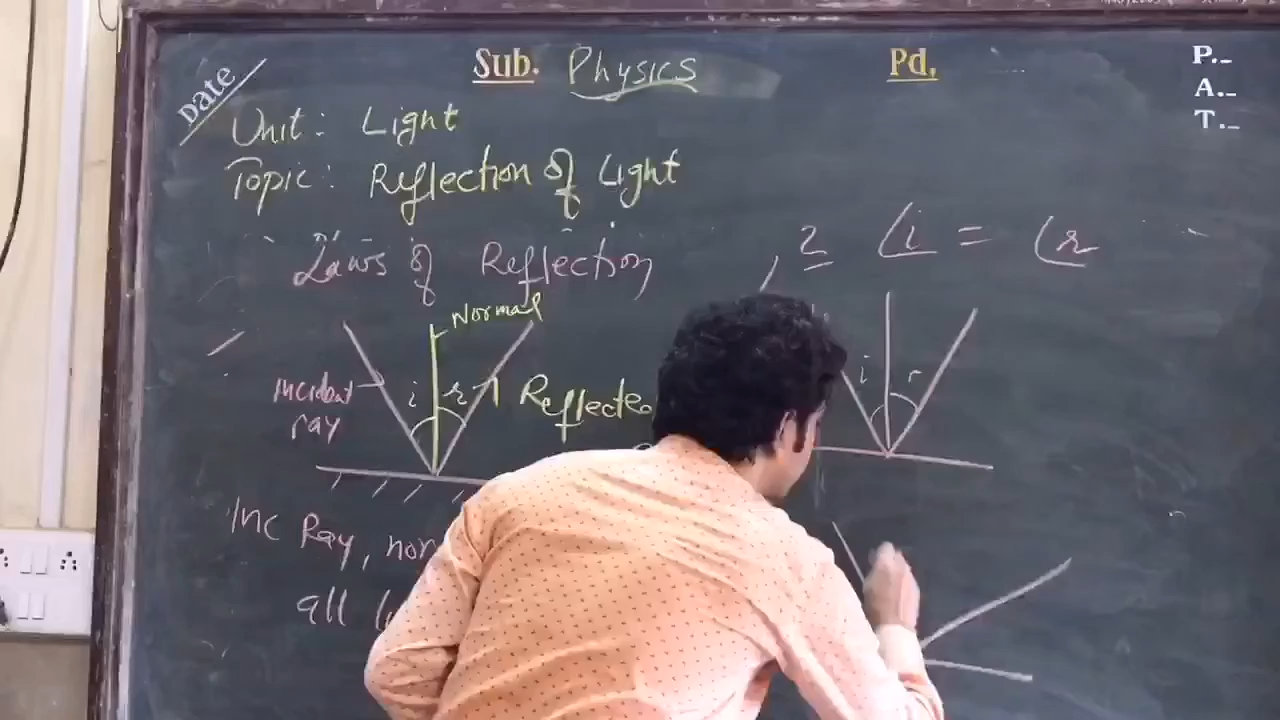 DATE
Sub. Physics
Pd.
P._
A._
T._
Unit: Light
Topic: Reflection of Light
Laws of Reflection
2 ∠i = ∠r
Normal
Incident
ray
i r
Reflected
i r
Inc Ray, nor
all